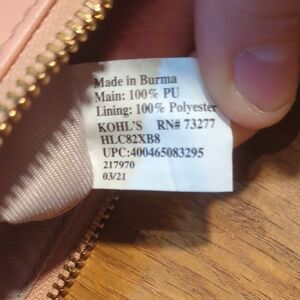 Made in Burma
Main: 100% PU
Lining: 100% Polyester
KOHL'S RN# 73277
HLC82XB8
UPC:400465083295
217970
03/21